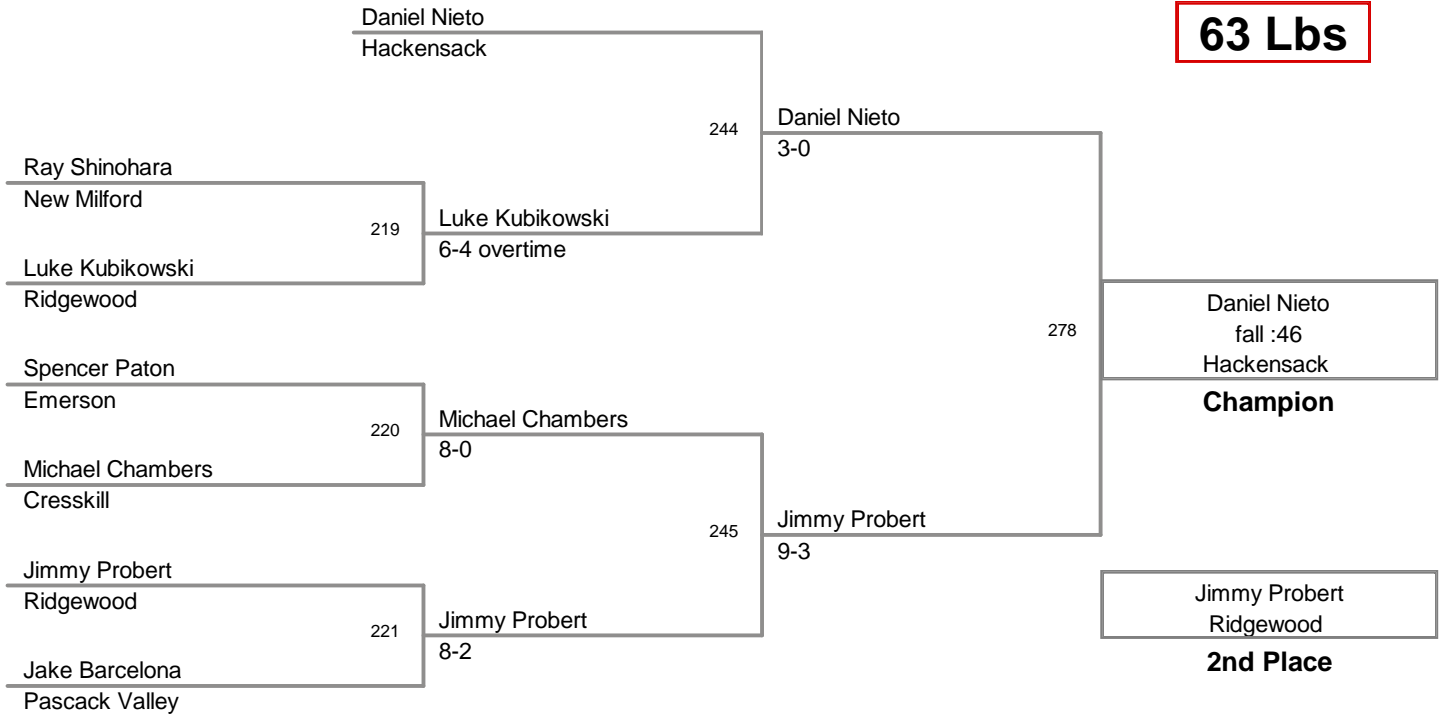 Daniel Nieto
Hackensack
63 Lbs
244
Daniel Nieto
3-0
Ray Shinohara
New Milford
219
Luke Kubikowski
6-4 overtime
Luke Kubikowski
Ridgewood
278
Daniel Nieto
fall :46
Hackensack
Champion
Spencer Paton
Emerson
220
Michael Chambers
8-0
Michael Chambers
Cresskill
245
Jimmy Probert
9-3
Jimmy Probert
Ridgewood
221
Jimmy Probert
8-2
Jake Barcelona
Pascack Valley
Jimmy Probert
Ridgewood
2nd Place